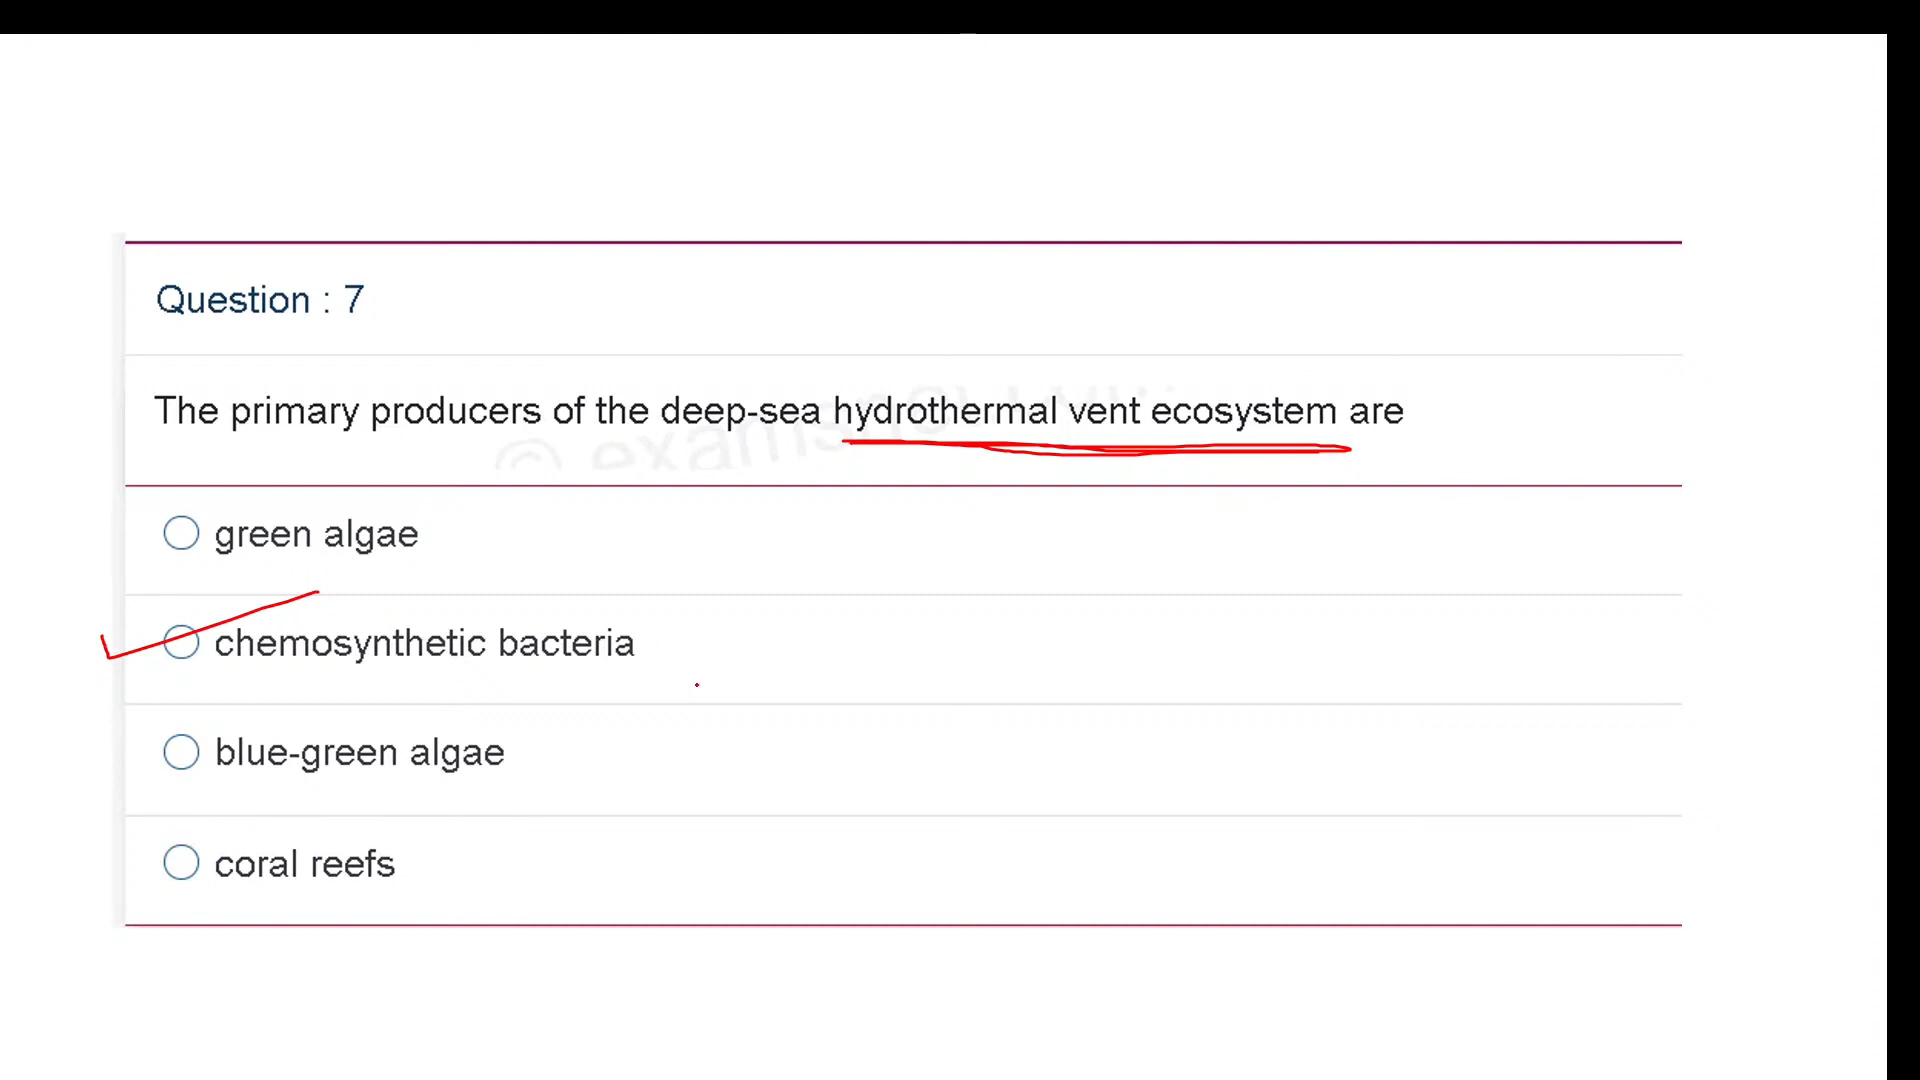 Question : 7
The primary producers of the deep-sea hydrothermal vent ecosystem are
green algae
chemosynthetic bacteria
blue-green algae
coral reefs